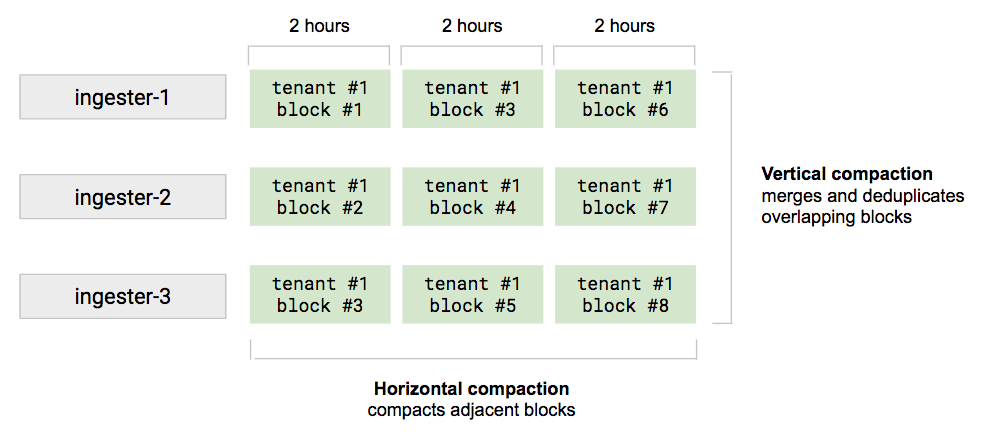 2 hours 2 hours 2 hours
ingester-1
tenant #1 tenant #1 tenant #1
block #1 block #3 block #6
ingester-2
tenant #1 tenant #1 tenant #1
block #2 block #4 block #7
ingester-3
tenant #1 tenant #1 tenant #1
block #3 block #5 block #8
Vertical compaction
merges and deduplicates
overlapping blocks
Horizontal compaction
compacts adjacent blocks